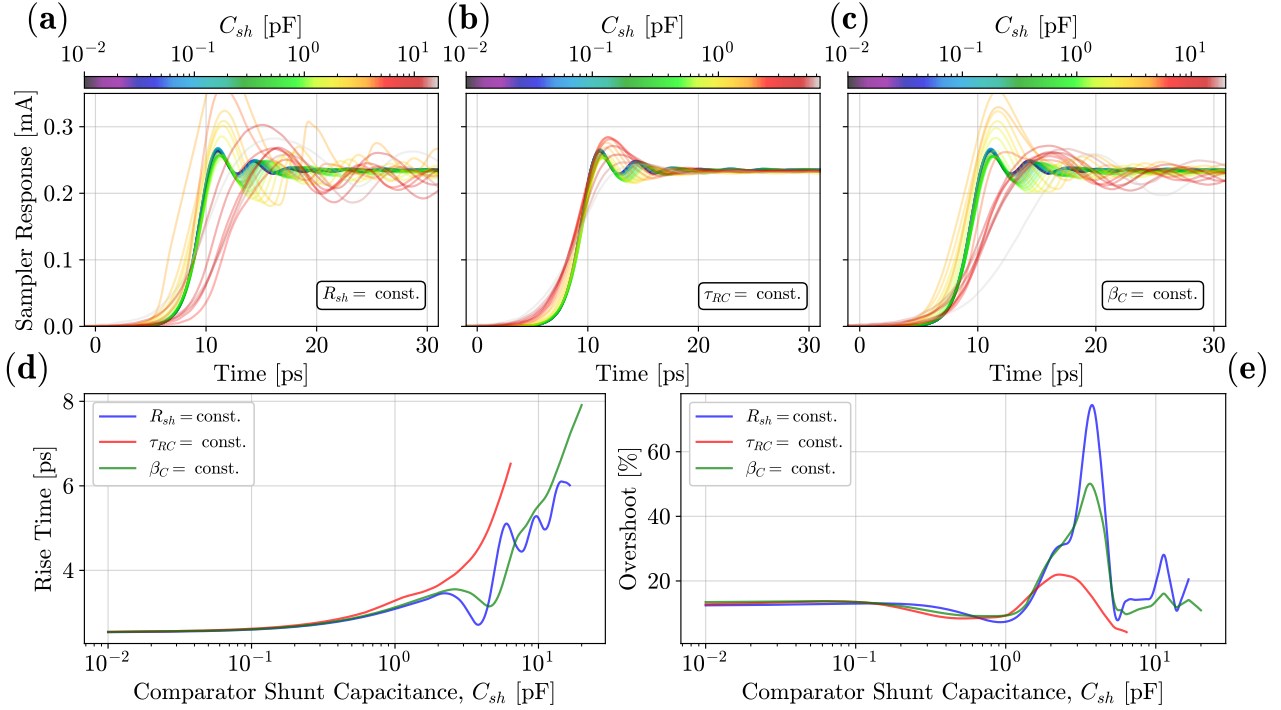 (a) (b) (c)
C_sh [pF] C_sh [pF] C_sh [pF]
10^−2 10^−1 10^0 10^1 10^−2 10^−1 10^0 10^1 10^−2 10^−1 10^0 10^1
Sampler Response [mA]
0.3
0.2
0.1
0.0
R_sh = const. τ_RC = const. β_C = const.
0 10 20 30 0 10 20 30 0 10 20 30
Time [ps] Time [ps] Time [ps]
(d) (e)
Rise Time [ps]
8
6
4
R_sh = const.
τ_RC = const.
β_C = const.
10^−2 10^−1 10^0 10^1
Comparator Shunt Capacitance, C_sh [pF]
Overshoot [%]
60
40
20
R_sh = const.
τ_RC = const.
β_C = const.
10^−2 10^−1 10^0 10^1
Comparator Shunt Capacitance, C_sh [pF]